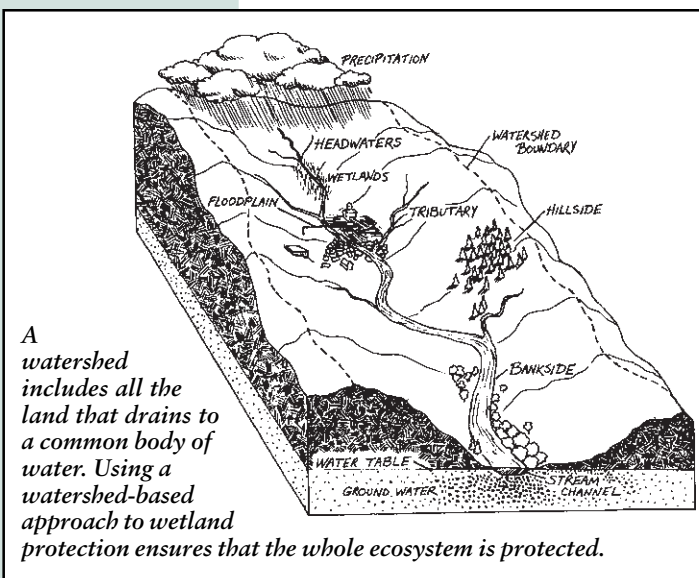 PRECIPITATION
HEADWATERS
WATERSHED
BOUNDARY
WETLANDS
FLOODPLAIN
TRIBUTARY
HILLSIDE
BANKSIDE
WATER TABLE
GROUND WATER
STREAM
CHANNEL
A
watershed
includes all the
land that drains to
a common body of
water. Using a
watershed-based
approach to wetland
protection ensures that the whole ecosystem is protected.